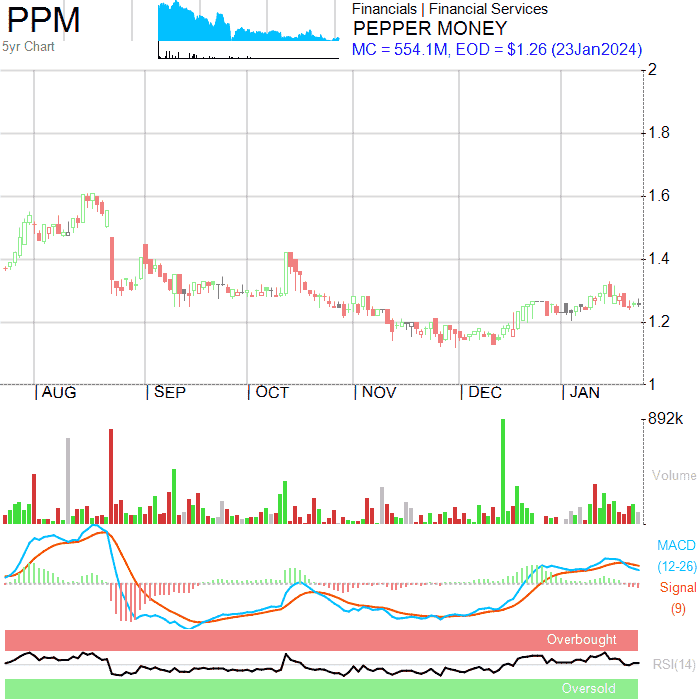 PPM
5yr Chart
Financials | Financial Services
PEPPER MONEY
MC = 554.1M, EOD = $1.26 (23Jan2024)
2
1.8
1.6
1.4
1.2
1
|AUG |SEP |OCT |NOV |DEC |JAN
892k
Volume
MACD
(12-26)
Signal
(9)
Overbought
RSI(14)
Oversold